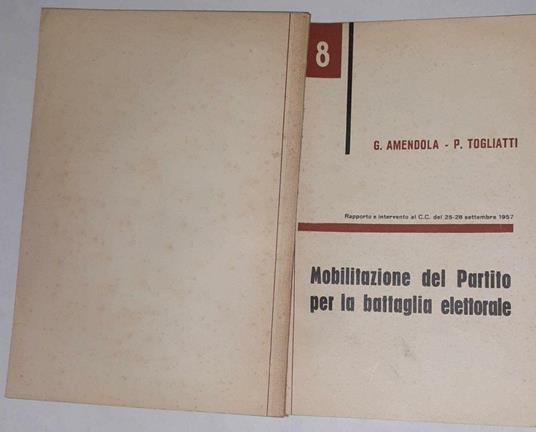 8
G. AMENDOLA - P. TOGLIATTI
Rapporto e intervento al C.C. del 25-28 settembre 1957
Mobilitazione del Partito
per la battaglia elettorale